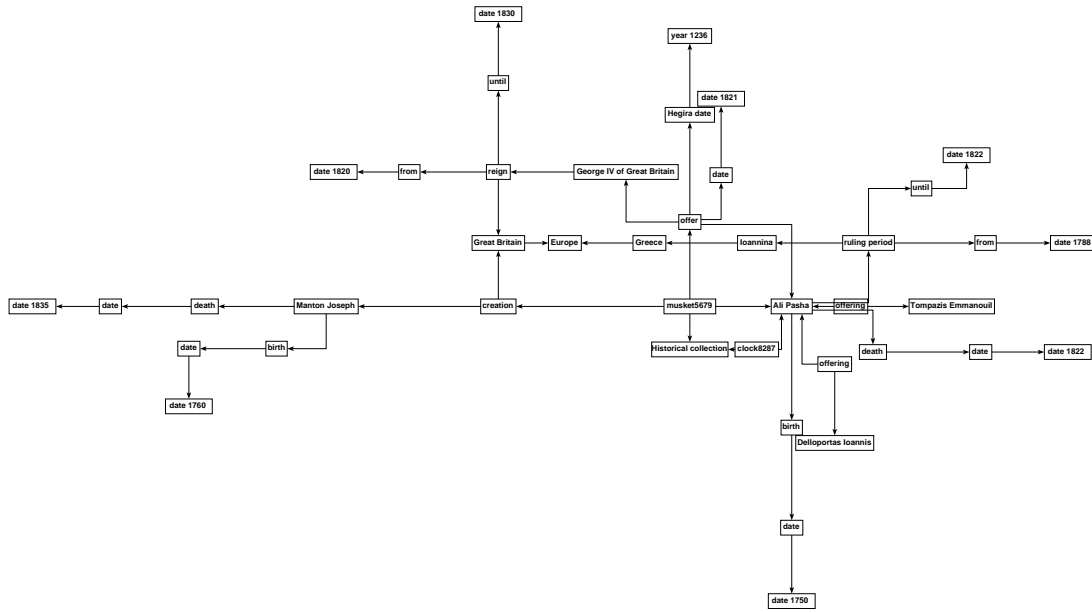 date 1830
year 1236
until
date 1821
Hegira date
date 1822
date 1820
from
reign
George IV of Great Britain
date
until
offer
Great Britain
Europe
Greece
Ioannina
ruling period
from
date 1788
date 1835
date
death
Manton Joseph
creation
musket5679
Ali Pasha
offering
Tompazis Emmanouil
date
birth
Historical collection
clock8287
offering
death
date
date 1822
date 1760
birth
Delloportas Ioannis
date
date 1750